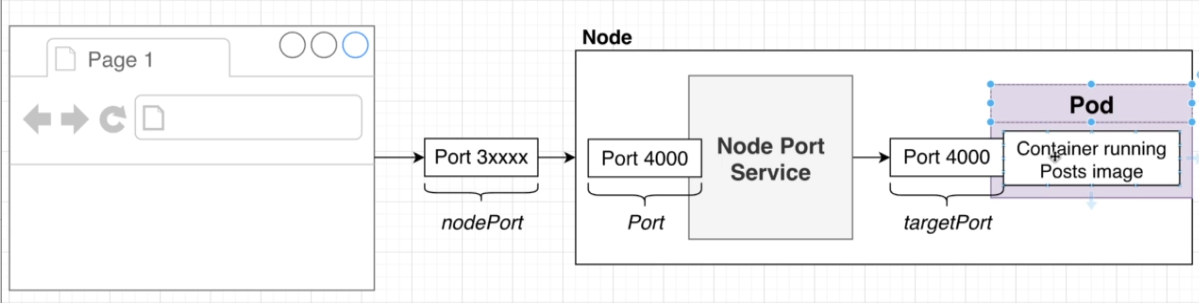 Node
Page 1
Pod
Port 3xxxx
Port 4000
Node Port
Service
Port 4000
Container running
Posts image
nodePort
Port
targetPort